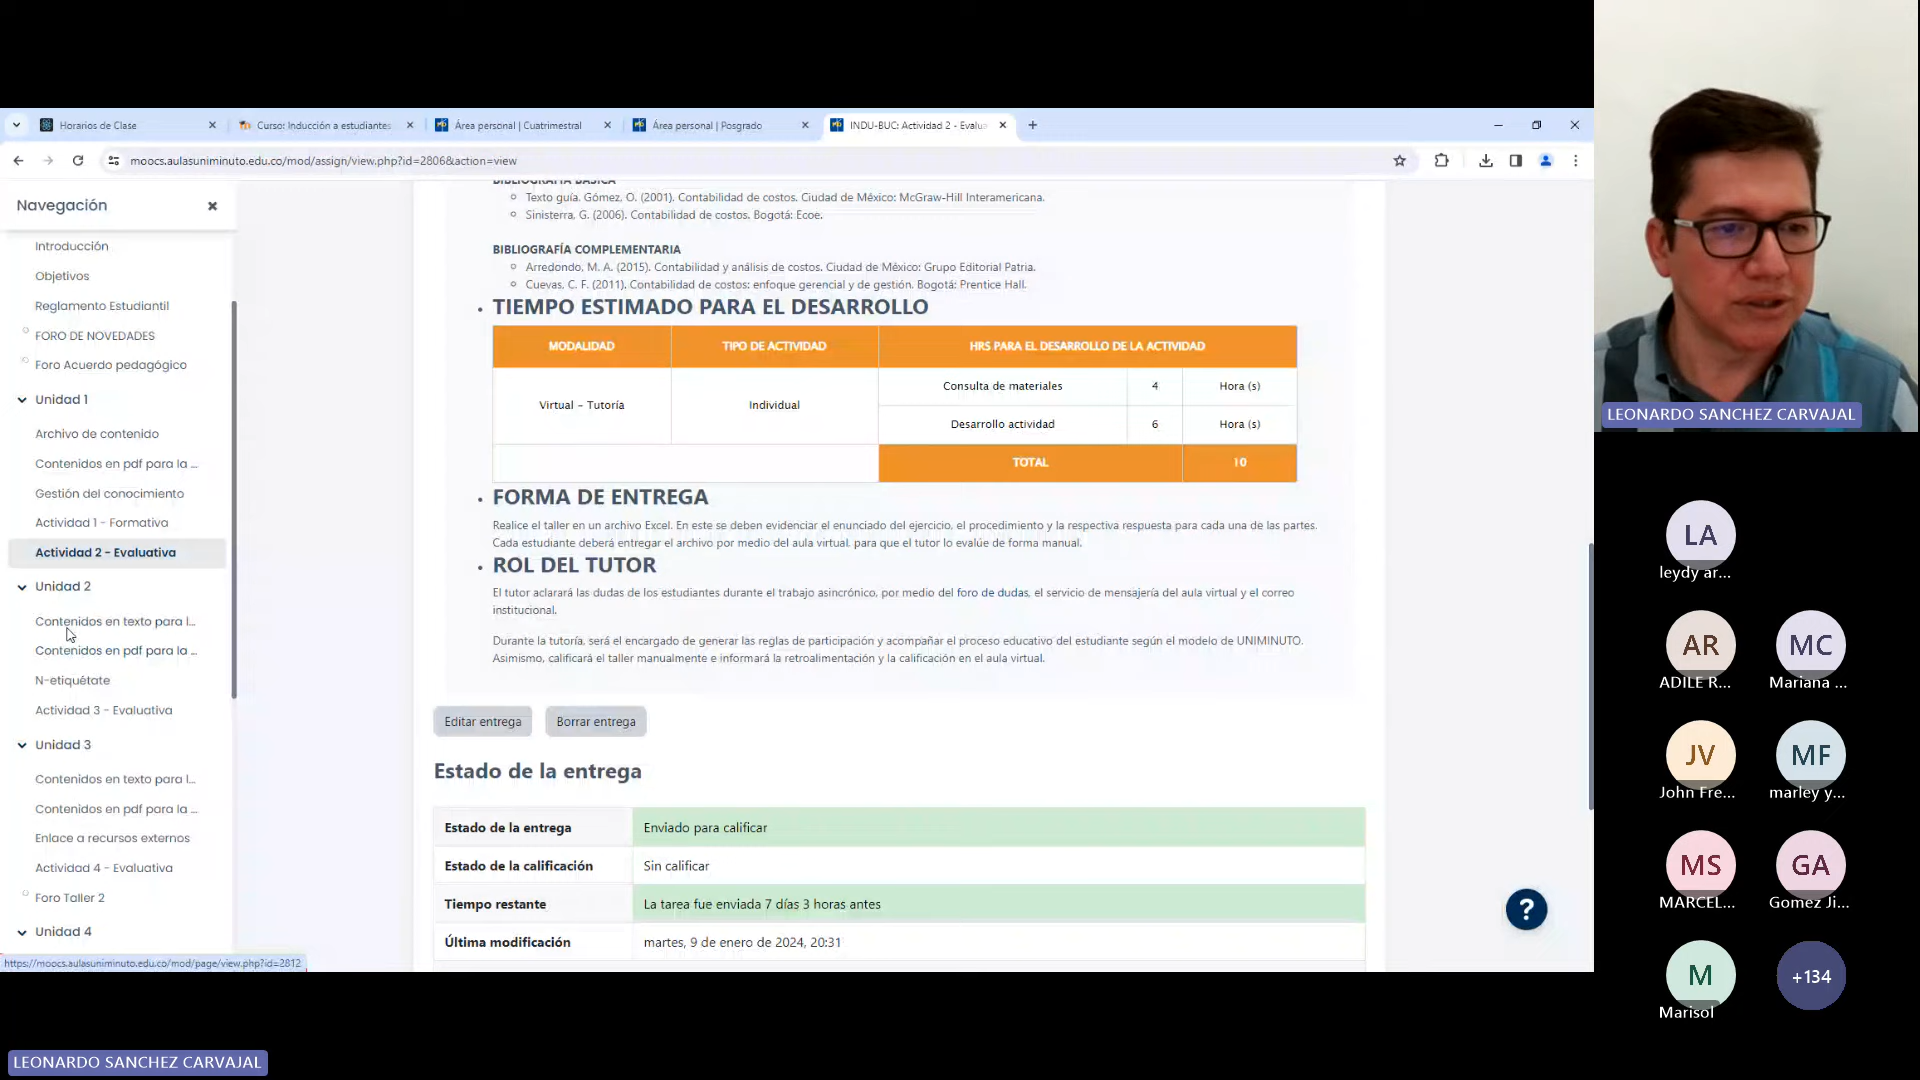 Horarios de Clase
Curso: Inducción a estudiantes
Área personal | Cuatrimestral
Área personal | Posgrado
INDU-BUC: Actividad 2 - Evalua
moocs.aulasuniminuto.edu.co/mod/assign/view.php?id=2806&action=view
Navegación
Introducción
Objetivos
Reglamento Estudiantil
FORO DE NOVEDADES
Foro Acuerdo pedagógico
Unidad 1
Archivo de contenido
Contenidos en pdf para la ...
Gestión del conocimiento
Actividad 1 - Formativa
Actividad 2 - Evaluativa
Unidad 2
Contenidos en texto para l...
Contenidos en pdf para la ...
N-etiquétate
Actividad 3 - Evaluativa
Unidad 3
Contenidos en texto para l...
Contenidos en pdf para la ...
Enlace a recursos externos
Actividad 4 - Evaluativa
Foro Taller 2
Unidad 4
https://moocs.aulasuniminuto.edu.co/mod/page/view.php?id=2812
BIBLIOGRAFÍA BÁSICA
Texto guía. Gómez, O. (2001). Contabilidad de costos. Ciudad de México: McGraw-Hill Interamericana.
Sinisterra, G. (2006). Contabilidad de costos. Bogotá: Ecoe.
BIBLIOGRAFÍA COMPLEMENTARIA
Arredondo, M. A. (2015). Contabilidad y análisis de costos. Ciudad de México: Grupo Editorial Patria.
Cuevas, C. F. (2011). Contabilidad de costos: enfoque gerencial y de gestión. Bogotá: Prentice Hall.
TIEMPO ESTIMADO PARA EL DESARROLLO
MODALIDAD TIPO DE ACTIVIDAD HRS PARA EL DESARROLLO DE LA ACTIVIDAD
Consulta de materiales 4 Hora (s)
Virtual – Tutoría Individual
Desarrollo actividad 6 Hora (s)
TOTAL 10
FORMA DE ENTREGA
Realice el taller en un archivo Excel. En este se deben evidenciar el enunciado del ejercicio, el procedimiento y la respectiva respuesta para cada una de las partes.
Cada estudiante deberá entregar el archivo por medio del aula virtual, para que el tutor lo evalúe de forma manual.
ROL DEL TUTOR
El tutor aclarará las dudas de los estudiantes durante el trabajo asincrónico, por medio del foro de dudas, el servicio de mensajería del aula virtual y el correo
institucional.
Durante la tutoría, será el encargado de generar las reglas de participación y acompañar el proceso educativo del estudiante según el modelo de UNIMINUTO.
Asimismo, calificará el taller manualmente e informará la retroalimentación y la calificación en el aula virtual.
Editar entrega Borrar entrega
Estado de la entrega
Estado de la entrega Enviado para calificar
Estado de la calificación Sin calificar
Tiempo restante La tarea fue enviada 7 días 3 horas antes
Última modificación martes, 9 de enero de 2024, 20:31
?
LEONARDO SANCHEZ CARVAJAL
LA
leydy ar...
AR MC
ADILE R... Mariana ...
JV MF
John Fre... marley y...
MS GA
MARCEL... Gomez Ji...
M +134
Marisol
LEONARDO SANCHEZ CARVAJAL